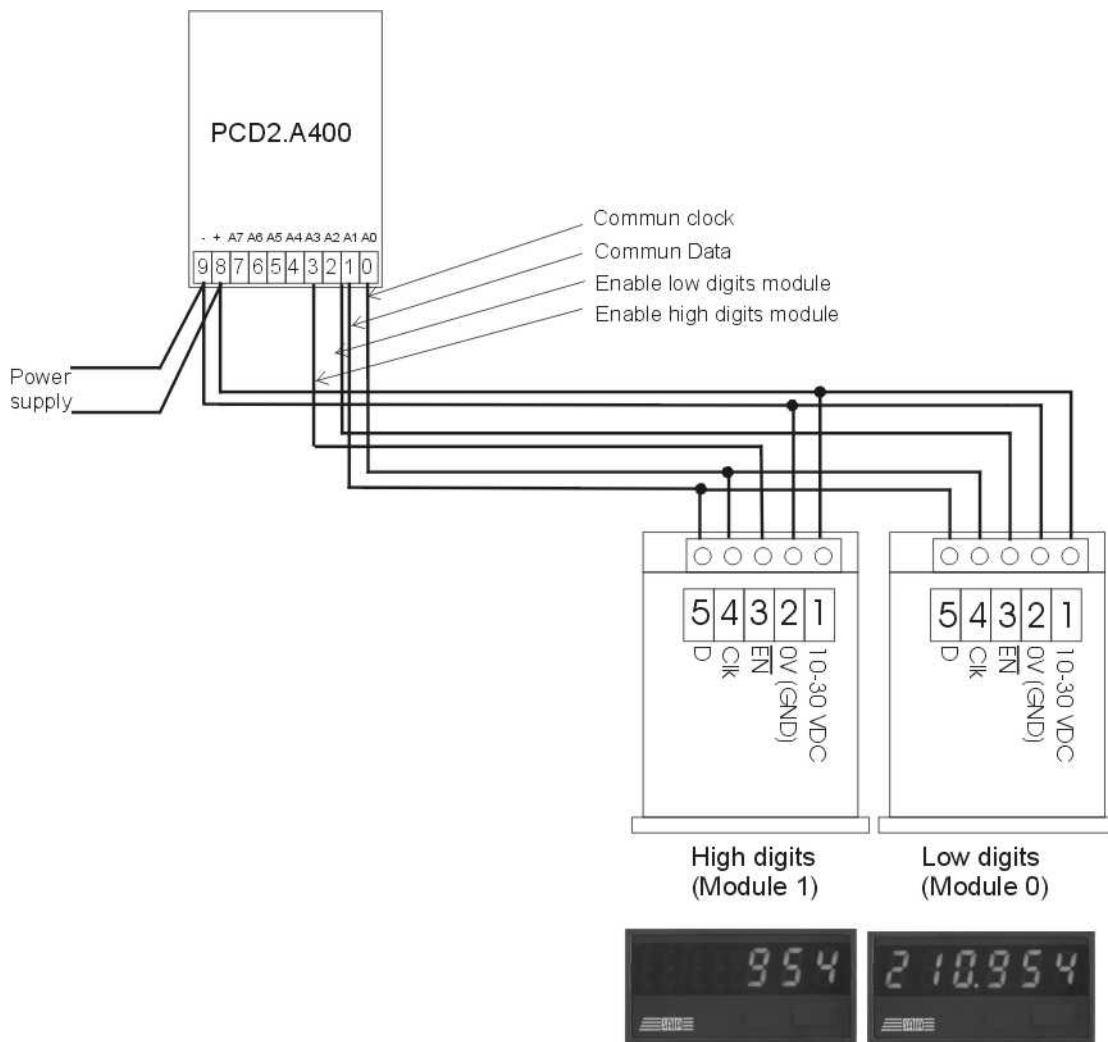 PCD2.A400
- + A7 A6 A5 A4 A3 A2 A1 A0
9 8 7 6 5 4 3 2 1 0
Commun clock
Commun Data
Enable low digits module
Enable high digits module
Power
supply
5 4 3 2 1
D
Clk
EN
0V (GND)
10-30 VDC
5 4 3 2 1
D
Clk
EN
0V (GND)
10-30 VDC
High digits
(Module 1)
Low digits
(Module 0)
954
210.954
SAIA
SAIA